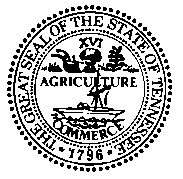 THE GREAT SEAL OF THE STATE OF TENNESSEE
XVI
AGRICULTURE
COMMERCE
1796